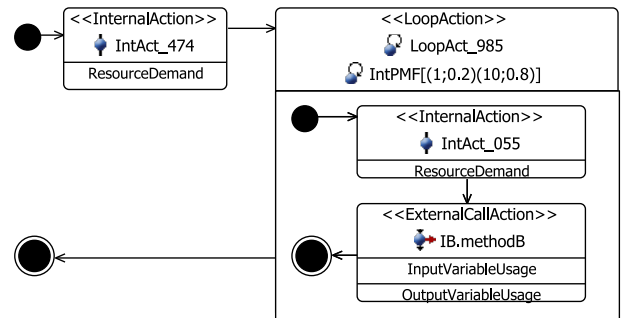 <<InternalAction>>
IntAct_474
ResourceDemand
<<LoopAction>>
LoopAct_985
IntPMF[(1;0.2)(10;0.8)]
<<InternalAction>>
IntAct_055
ResourceDemand
<<ExternalCallAction>>
IB.methodB
InputVariableUsage
OutputVariableUsage